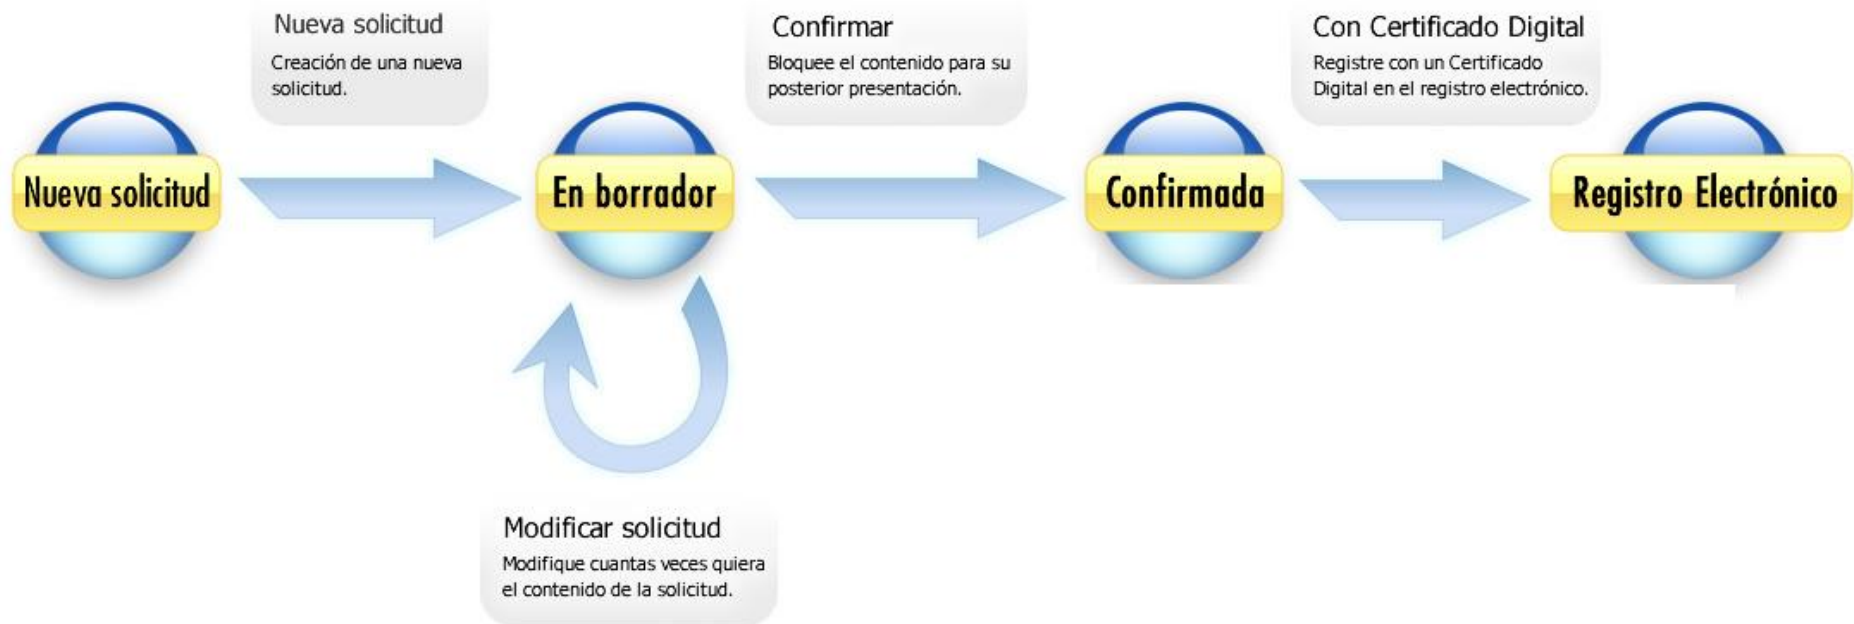 Nueva solicitud
Creación de una nueva
solicitud.
Confirmar
Bloquee el contenido para su
posterior presentación.
Con Certificado Digital
Registre con un Certificado
Digital en el registro electrónico.
Nueva solicitud
En borrador
Confirmada
Registro Electrónico
Modificar solicitud
Modifique cuantas veces quiera
el contenido de la solicitud.